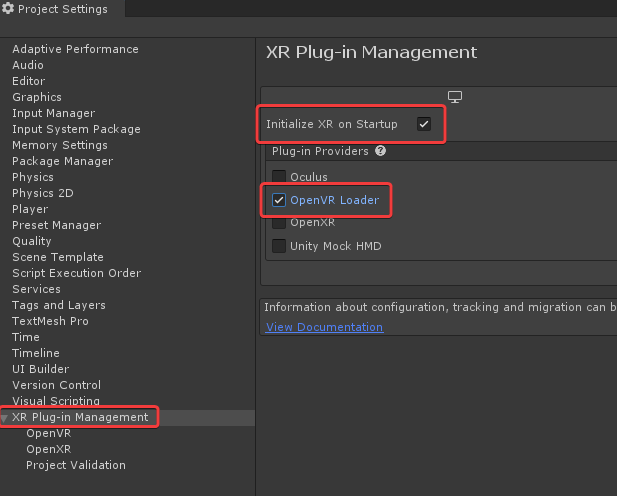 Project Settings
Adaptive Performance
Audio
Editor
Graphics
Input Manager
Input System Package
Memory Settings
Package Manager
Physics
Physics 2D
Player
Preset Manager
Quality
Scene Template
Script Execution Order
Services
Tags and Layers
TextMesh Pro
Time
Timeline
UI Builder
Version Control
Visual Scripting
XR Plug-in Management
OpenVR
OpenXR
Project Validation
XR Plug-in Management
Initialize XR on Startup
Plug-in Providers
Oculus
OpenVR Loader
OpenXR
Unity Mock HMD
Information about configuration, tracking and migration can b
View Documentation